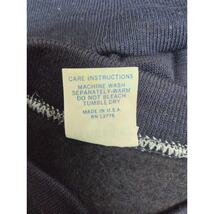 CARE INSTRUCTIONS
MACHINE WASH
SEPARATELY-WARM
DO NOT BLEACH
TUMBLE DRY
MADE IN U.S.A.
RN 13775